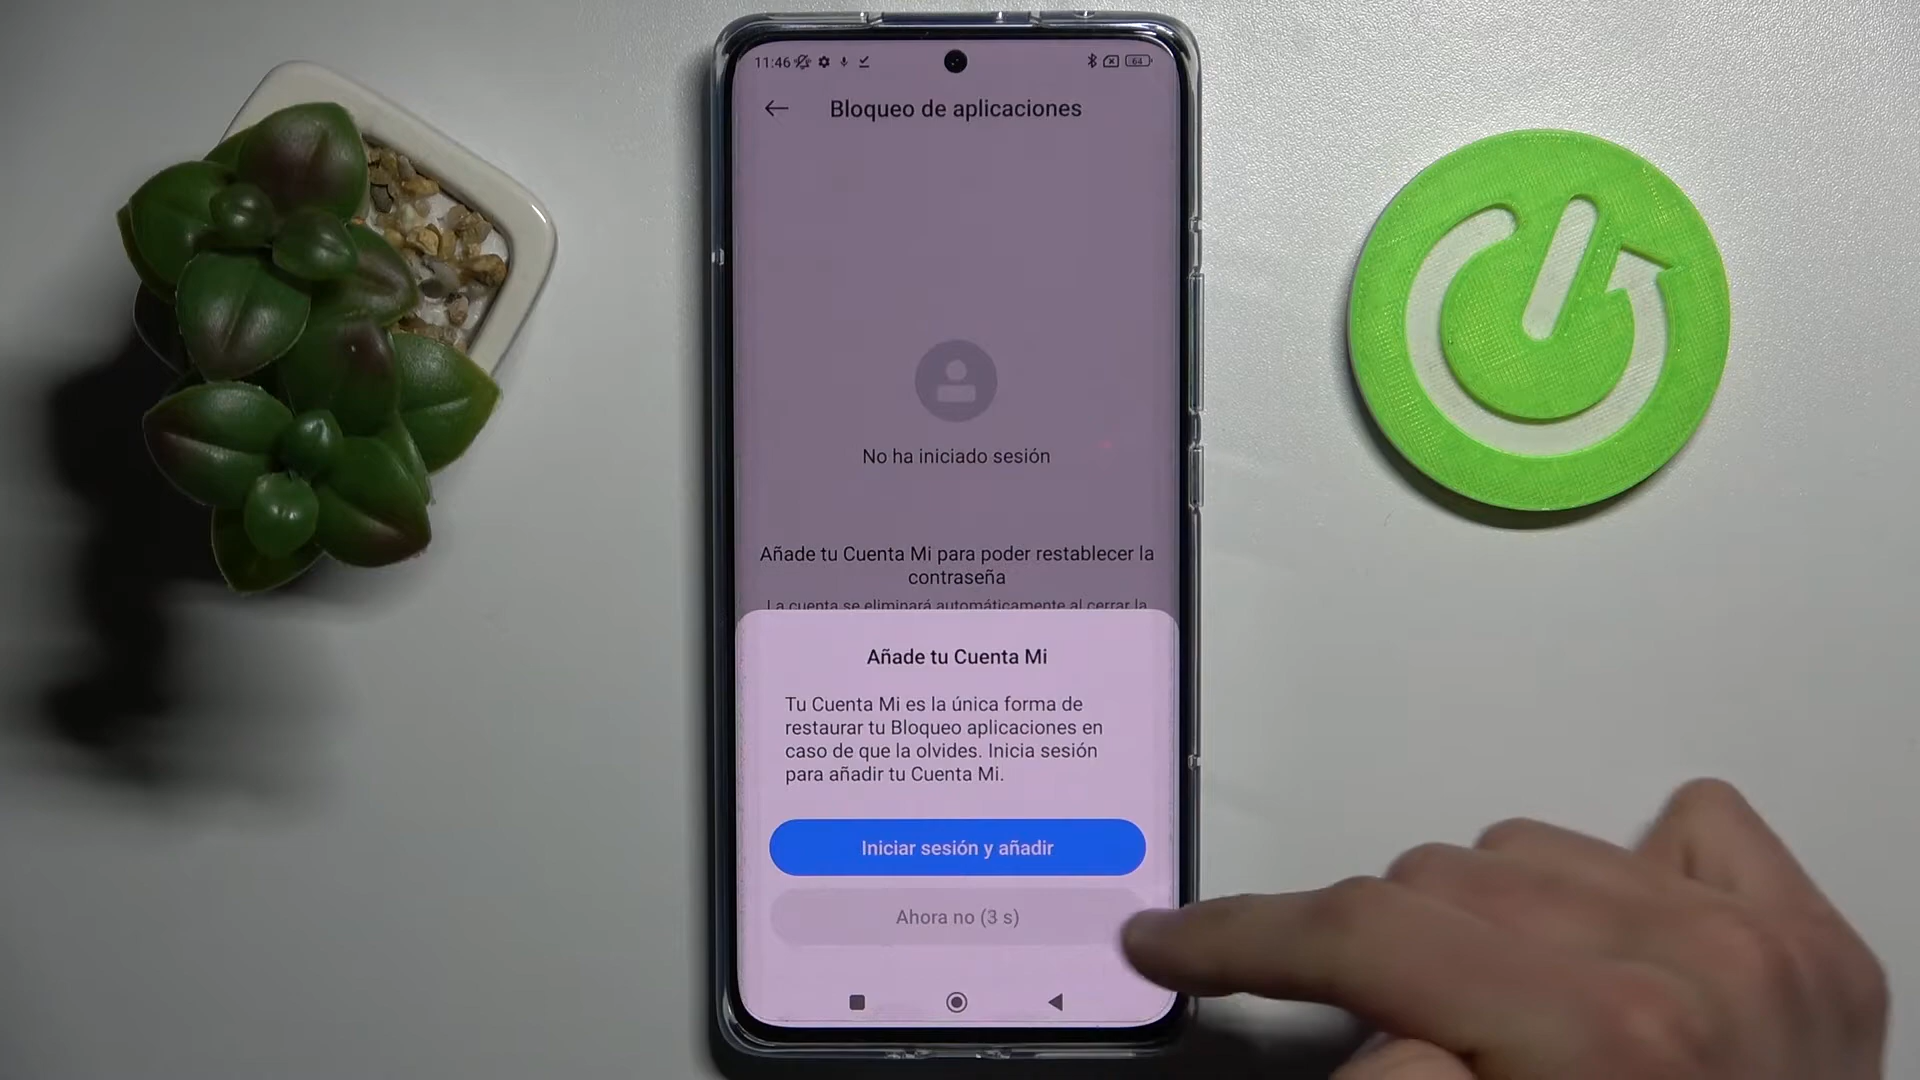 11:46
64
Bloqueo de aplicaciones
No ha iniciado sesión
Añade tu Cuenta Mi para poder restablecer la
contraseña
La cuenta se eliminará automáticamente al cerrar la
Añade tu Cuenta Mi
Tu Cuenta Mi es la única forma de
restaurar tu Bloqueo aplicaciones en
caso de que la olvides. Inicia sesión
para añadir tu Cuenta Mi.
Iniciar sesión y añadir
Ahora no (3 s)